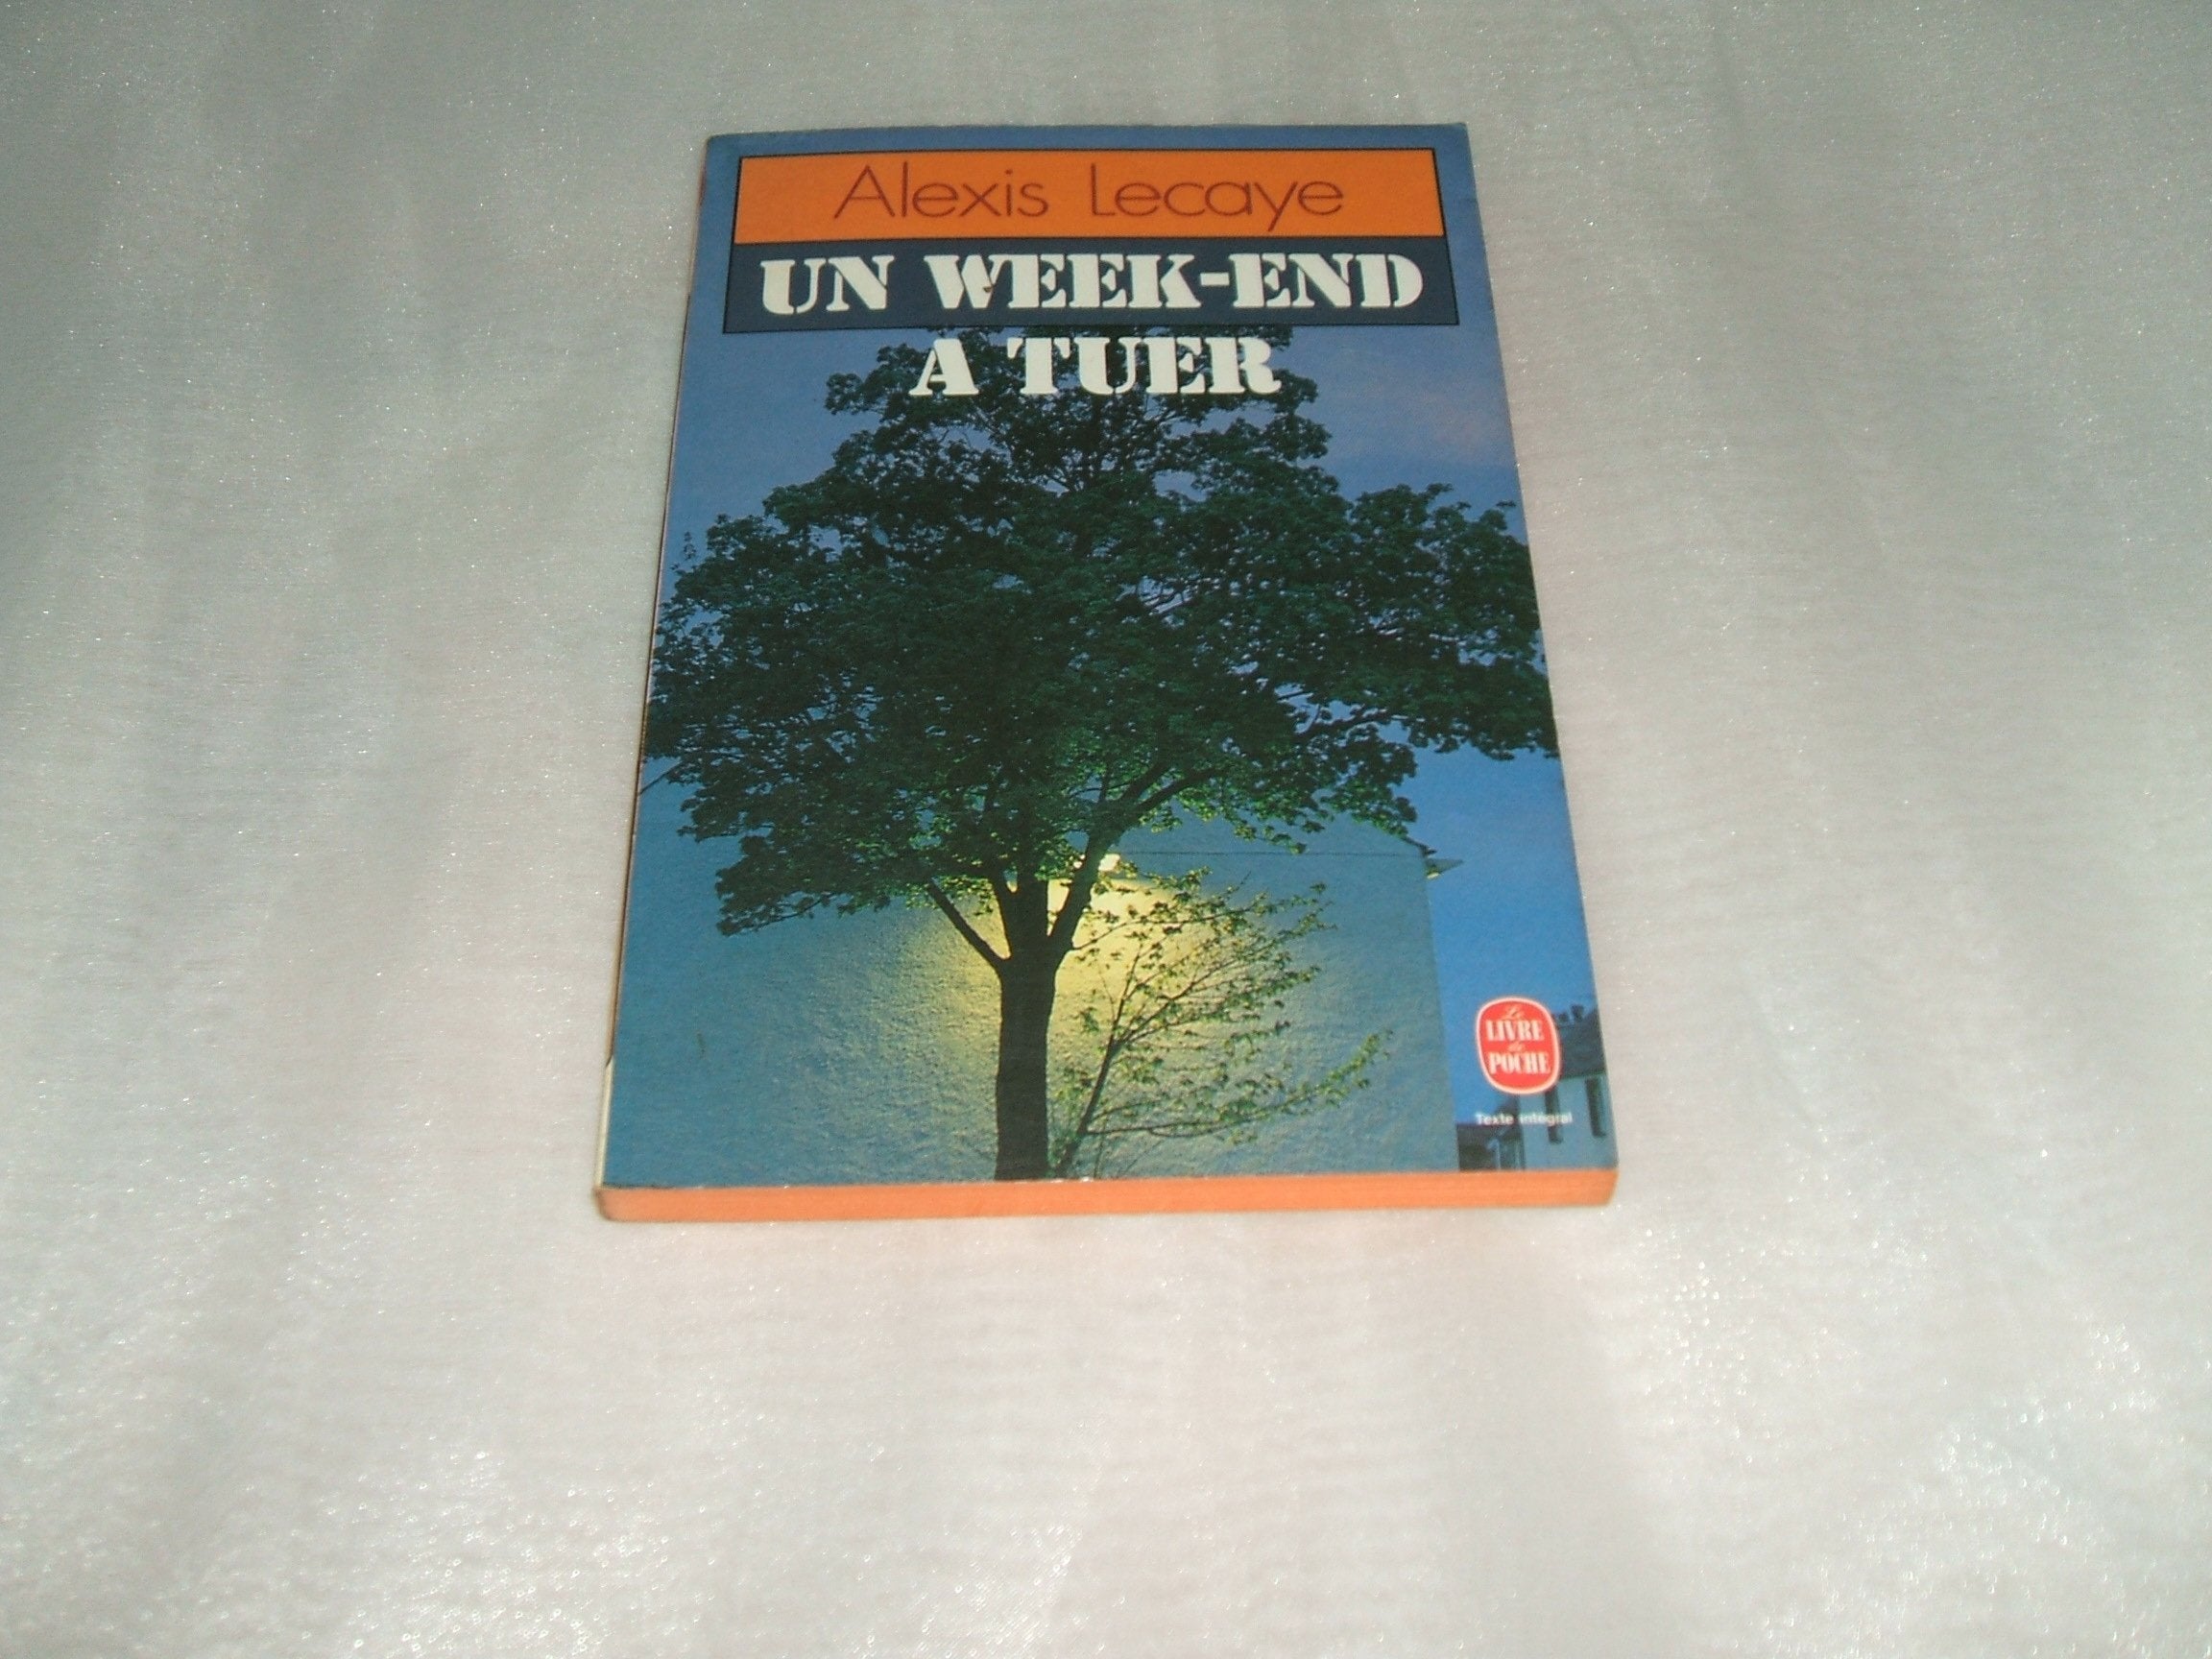 Alexis Lecaye
UN WEEK-END
A TUER
Le
LIVRE
de
POCHE
Texte intégral